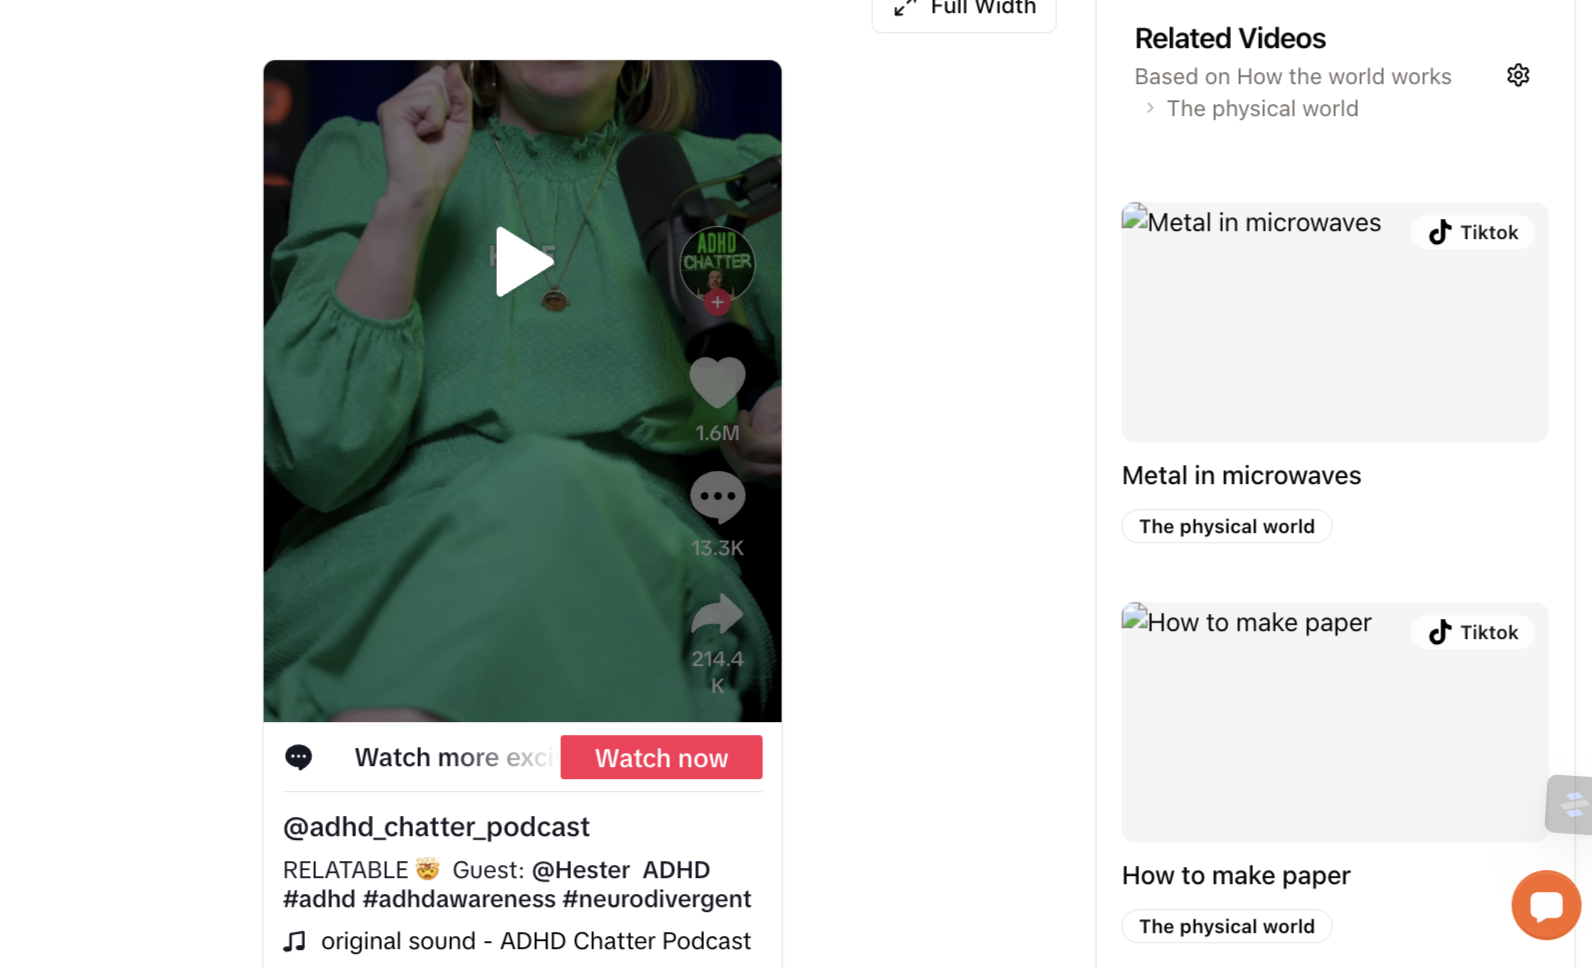 Full Width
ADHD
CHATTER
1.6M
13.3K
214.4
K
Watch more exci
Watch now
@adhd_chatter_podcast
RELATABLE 🤯 Guest: @Hester ADHD
#adhd #adhdawareness #neurodivergent
original sound - ADHD Chatter Podcast
Related Videos
Based on How the world works
The physical world
Metal in microwaves
Tiktok
Metal in microwaves
The physical world
How to make paper
Tiktok
How to make paper
The physical world